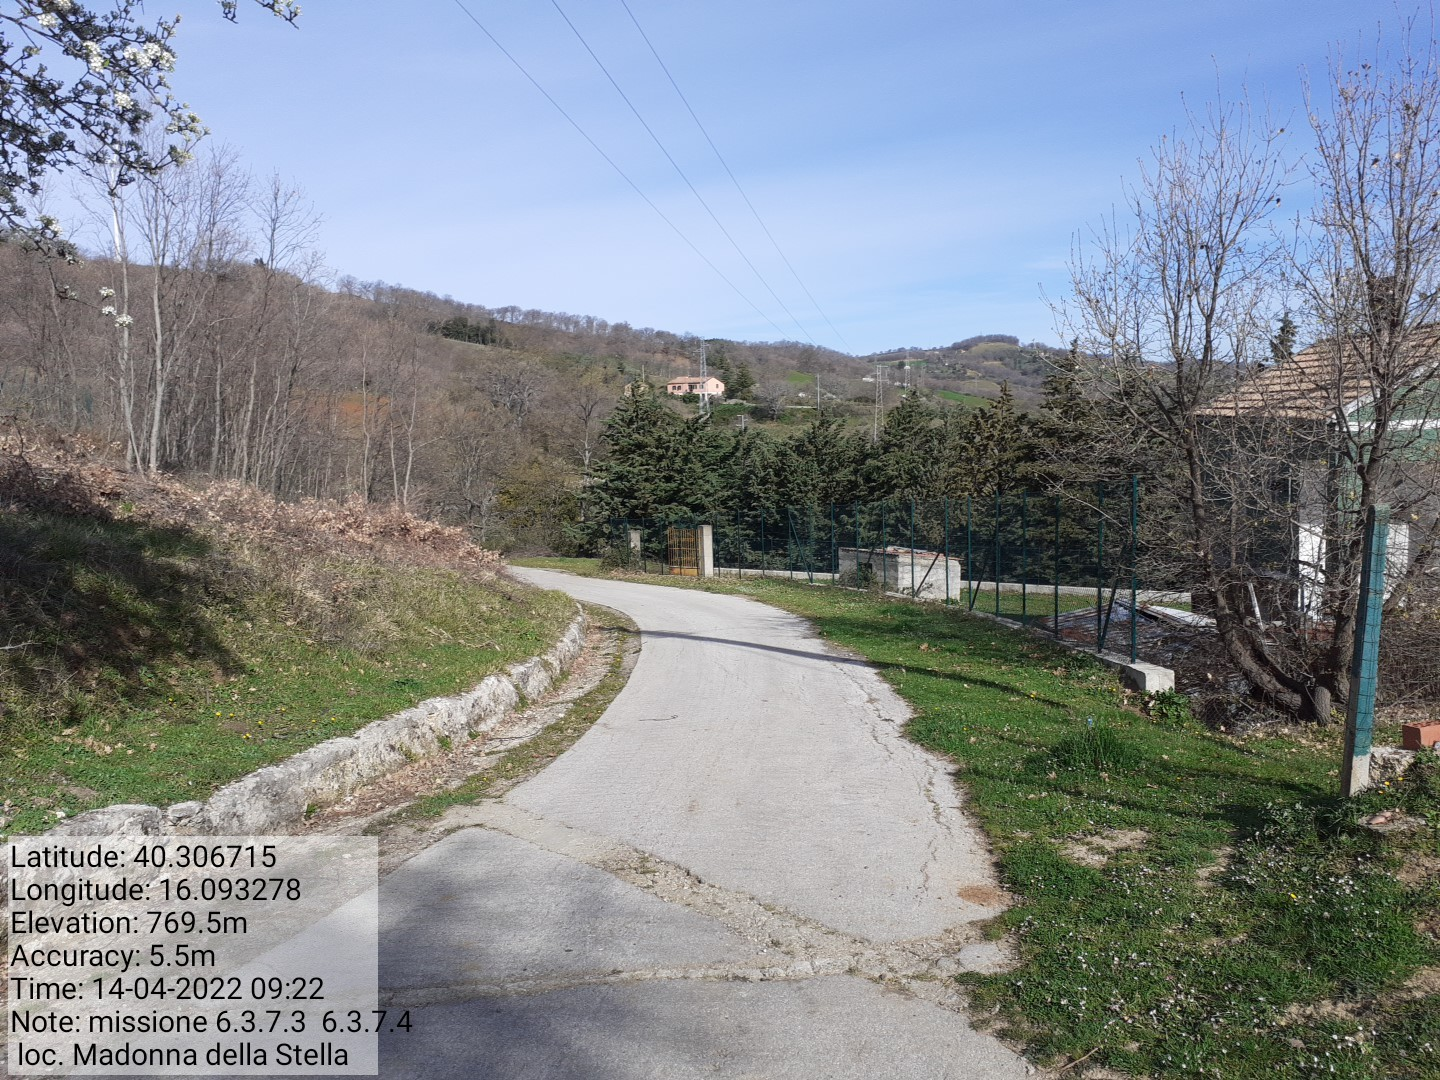 Latitude: 40.306715
Longitude: 16.093278
Elevation: 769.5m
Accuracy: 5.5m
Time: 14-04-2022 09:22
Note: missione 6.3.7.3 6.3.7.4
loc. Madonna della Stella